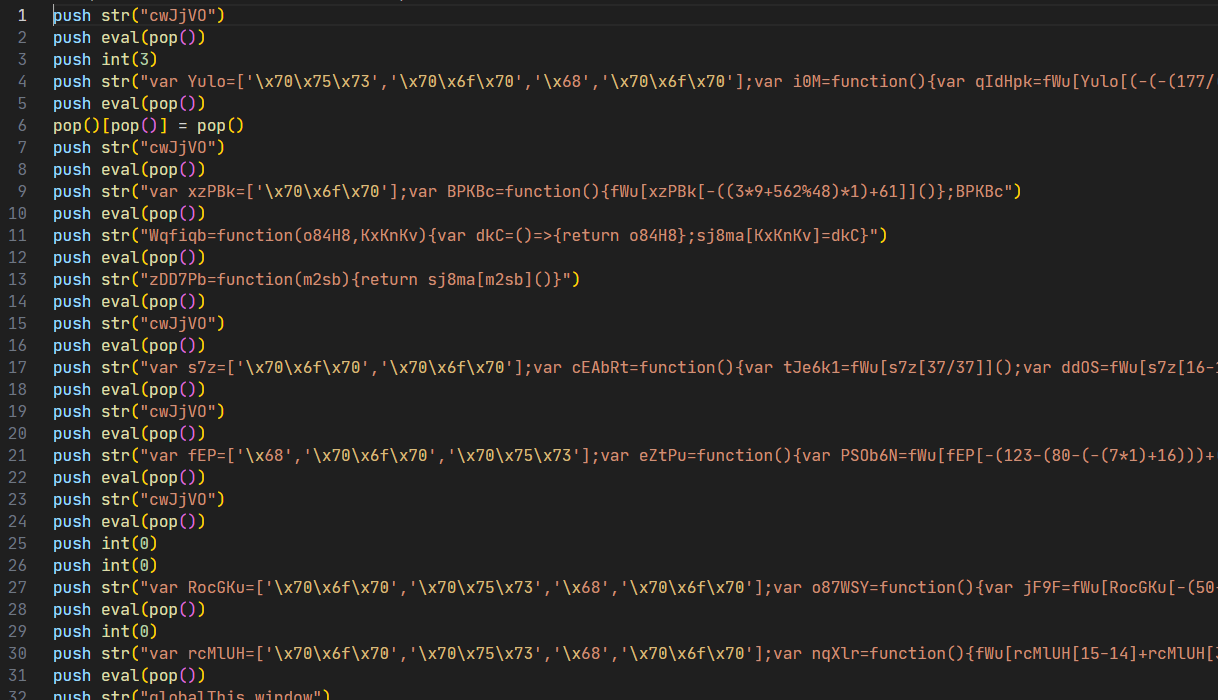 1 push str("cwJjVO")
2 push eval(pop())
3 push int(3)
4 push str("var Yulo=['\x70\x75\x73','\x70\x6f\x70','\x68','\x70\x6f\x70'];var i0M=function(){var qIdHpk=fWu[Yulo[(-(-(177/
5 push eval(pop())
6 pop()[pop()] = pop()
7 push str("cwJjVO")
8 push eval(pop())
9 push str("var xzPBk=['\x70\x6f\x70'];var BPKBc=function(){fWu[xzPBk[-((3*9+562%48)*1)+61]]()};BPKBc")
10 push eval(pop())
11 push str("Wqfiqb=function(o84H8,KxKnKv){var dkC=()=>{return o84H8};sj8ma[KxKnKv]=dkC}")
12 push eval(pop())
13 push str("zDD7Pb=function(m2sb){return sj8ma[m2sb]()}")
14 push eval(pop())
15 push str("cwJjVO")
16 push eval(pop())
17 push str("var s7z=['\x70\x6f\x70','\x70\x6f\x70'];var cEAbRt=function(){var tJe6k1=fWu[s7z[37/37]]();var ddOS=fWu[s7z[16-
18 push eval(pop())
19 push str("cwJjVO")
20 push eval(pop())
21 push str("var fEP=['\x68','\x70\x6f\x70','\x70\x75\x73'];var eZtPu=function(){var PSOb6N=fWu[fEP[-(123-(80-(-(7*1)+16)))+
22 push eval(pop())
23 push str("cwJjVO")
24 push eval(pop())
25 push int(0)
26 push int(0)
27 push str("var RocGKu=['\x70\x6f\x70','\x70\x75\x73','\x68','\x70\x6f\x70'];var o87WSY=function(){var jF9F=fWu[RocGKu[-(50
28 push eval(pop())
29 push int(0)
30 push str("var rcMlUH=['\x70\x6f\x70','\x70\x75\x73','\x68','\x70\x6f\x70'];var nqXlr=function(){fWu[rcMlUH[15-14]+rcMlUH[
31 push eval(pop())
32 push str("globalThis.window")